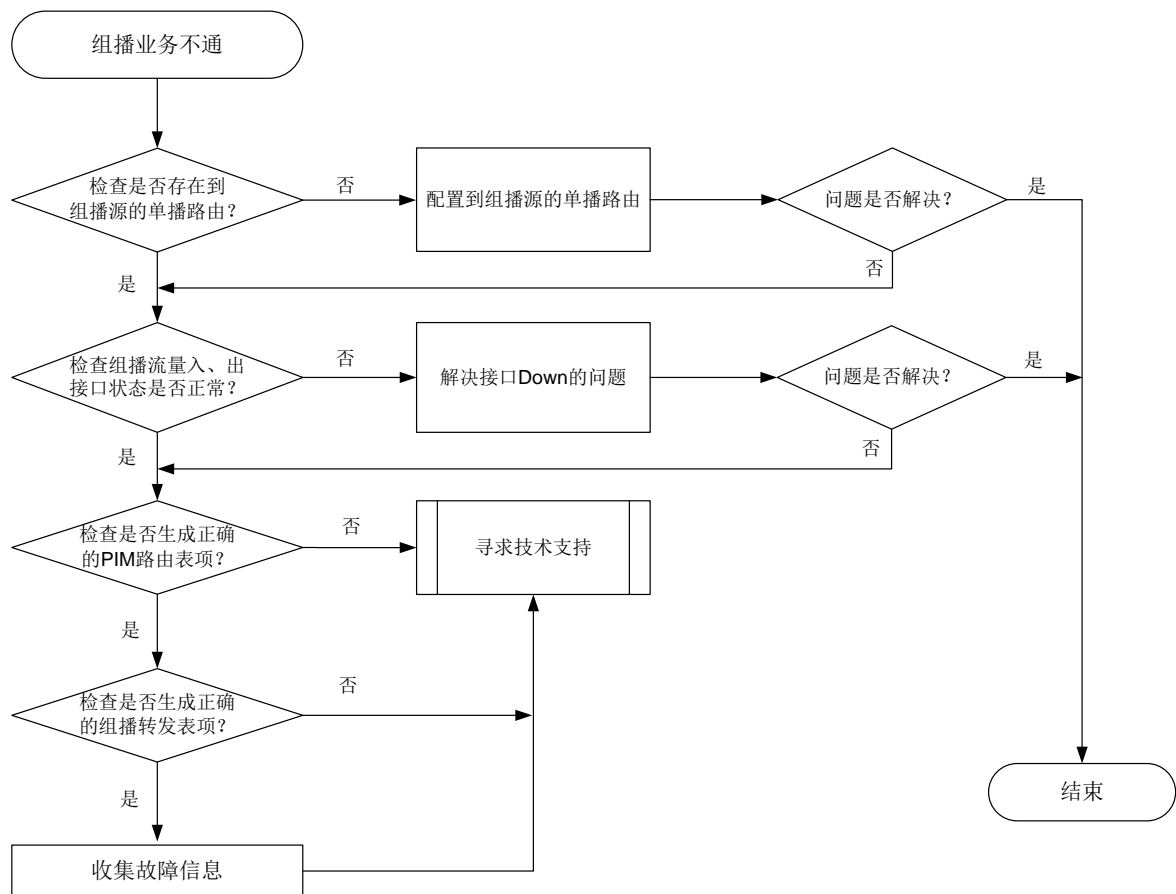 组播业务不通
检查是否存在到
组播源的单播路由？
否
配置到组播源的单播路由
问题是否解决？
是
是
否
检查组播流量入、出
接口状态是否正常？
否
解决接口Down的问题
问题是否解决？
是
是
否
检查是否生成正确
的PIM路由表项？
否
寻求技术支持
是
检查是否生成正确
的组播转发表项？
否
是
结束
收集故障信息